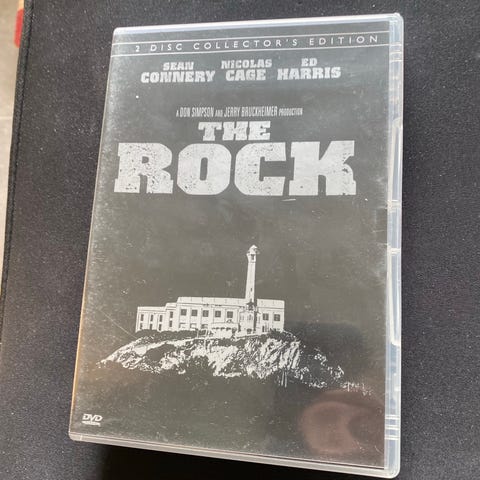 2 DISC COLLECTOR'S EDITION
SEAN CONNERY NICOLAS CAGE ED HARRIS
A DON SIMPSON AND JERRY BRUCKHEIMER PRODUCTION
THE
ROCK
DVD